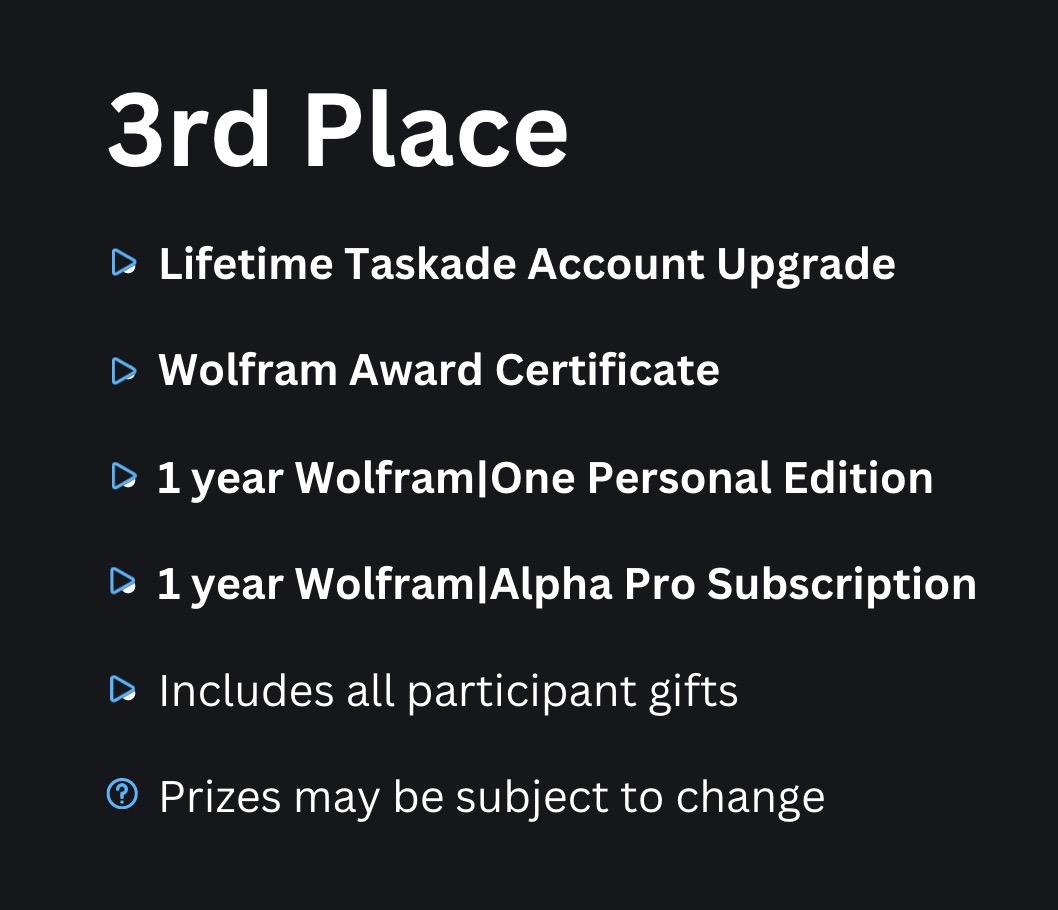 3rd Place
Lifetime Taskade Account Upgrade
Wolfram Award Certificate
1 year Wolfram|One Personal Edition
1 year Wolfram|Alpha Pro Subscription
Includes all participant gifts
Prizes may be subject to change